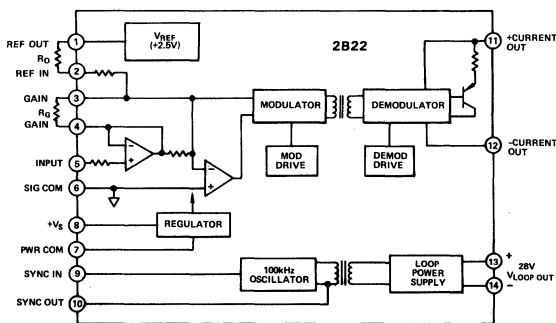 REF OUT
1
VREF
(+2.5V)
2B22
11
+CURRENT
OUT
RO
REF IN
2
GAIN
3
RG
GAIN
4
MODULATOR
DEMODULATOR
INPUT
5
MOD
DRIVE
DEMOD
DRIVE
12
-CURRENT
OUT
SIG COM
6
+VS
8
REGULATOR
PWR COM
7
SYNC IN
9
100kHz
OSCILLATOR
LOOP
POWER
SUPPLY
13
+
28V
VLOOP OUT
14
−
SYNC OUT
10
−
+
−
+